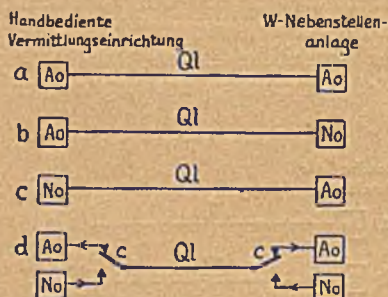 Handbediente Vermittlungseinrichtung
W-Nebenstellen-
anlage
a Ao Ql Ao
b Ao Ql No
c No Ql Ao
d Ao c Ql c Ao
No No